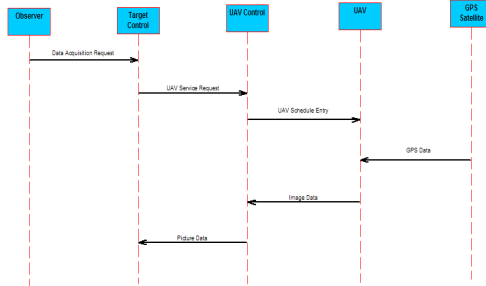 Observer
Target
Control
UAV Control
UAV
GPS
Satellite
Data Acquisition Request
UAV Service Request
UAV Schedule Entry
GPS Data
Image Data
Picture Data